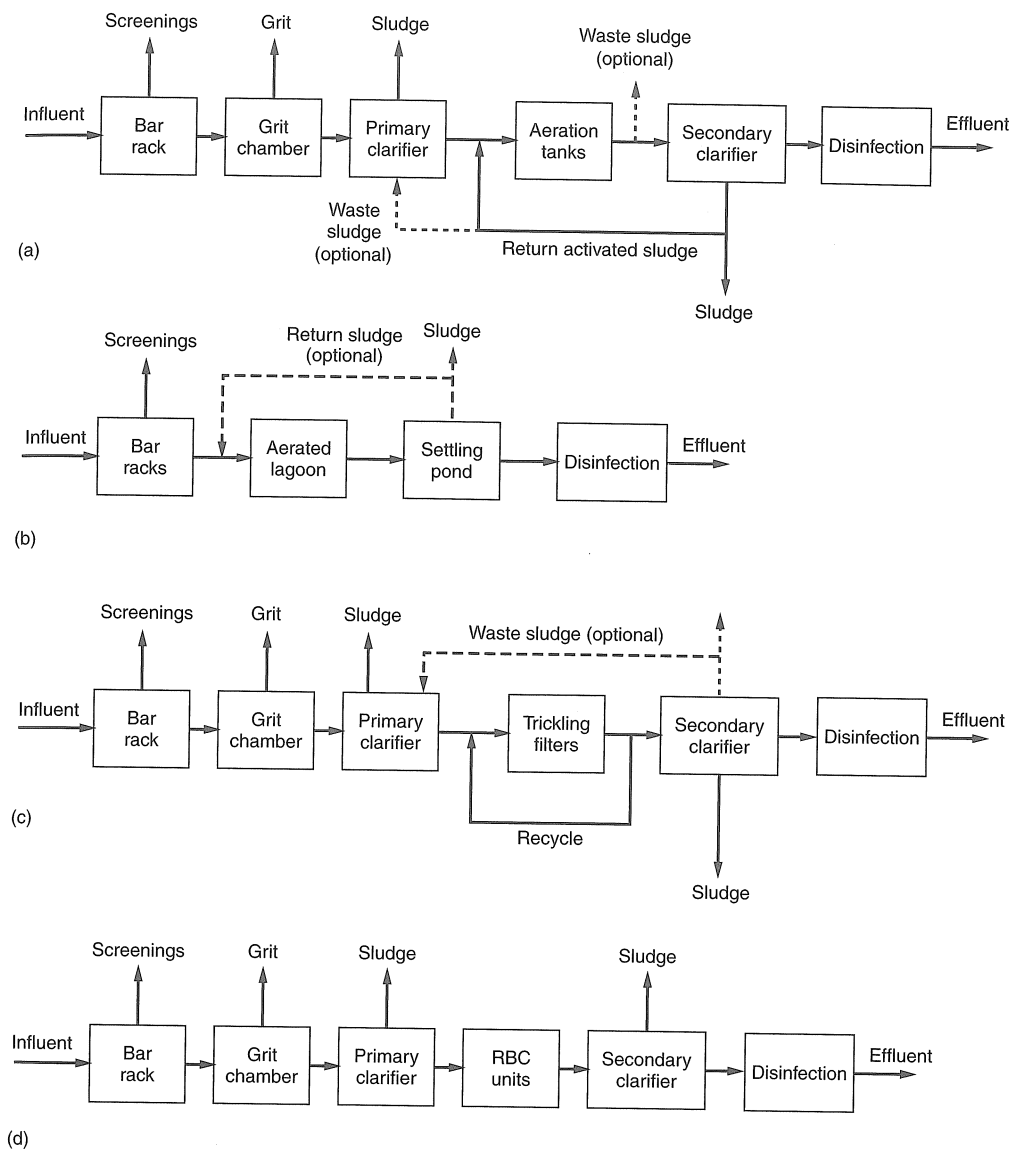 Screenings
Grit
Sludge
Waste sludge
(optional)
Influent
Bar
rack
Grit
chamber
Primary
clarifier
Aeration
tanks
Secondary
clarifier
Disinfection
Effluent
Waste
sludge
(optional)
Return activated sludge
(a)
Sludge
Screenings
Return sludge
(optional)
Sludge
Influent
Bar
racks
Aerated
lagoon
Settling
pond
Disinfection
Effluent
(b)
Screenings
Grit
Sludge
Waste sludge (optional)
Influent
Bar
rack
Grit
chamber
Primary
clarifier
Trickling
filters
Secondary
clarifier
Disinfection
Effluent
(c)
Recycle
Sludge
Screenings
Grit
Sludge
Sludge
Influent
Bar
rack
Grit
chamber
Primary
clarifier
RBC
units
Secondary
clarifier
Disinfection
Effluent
(d)